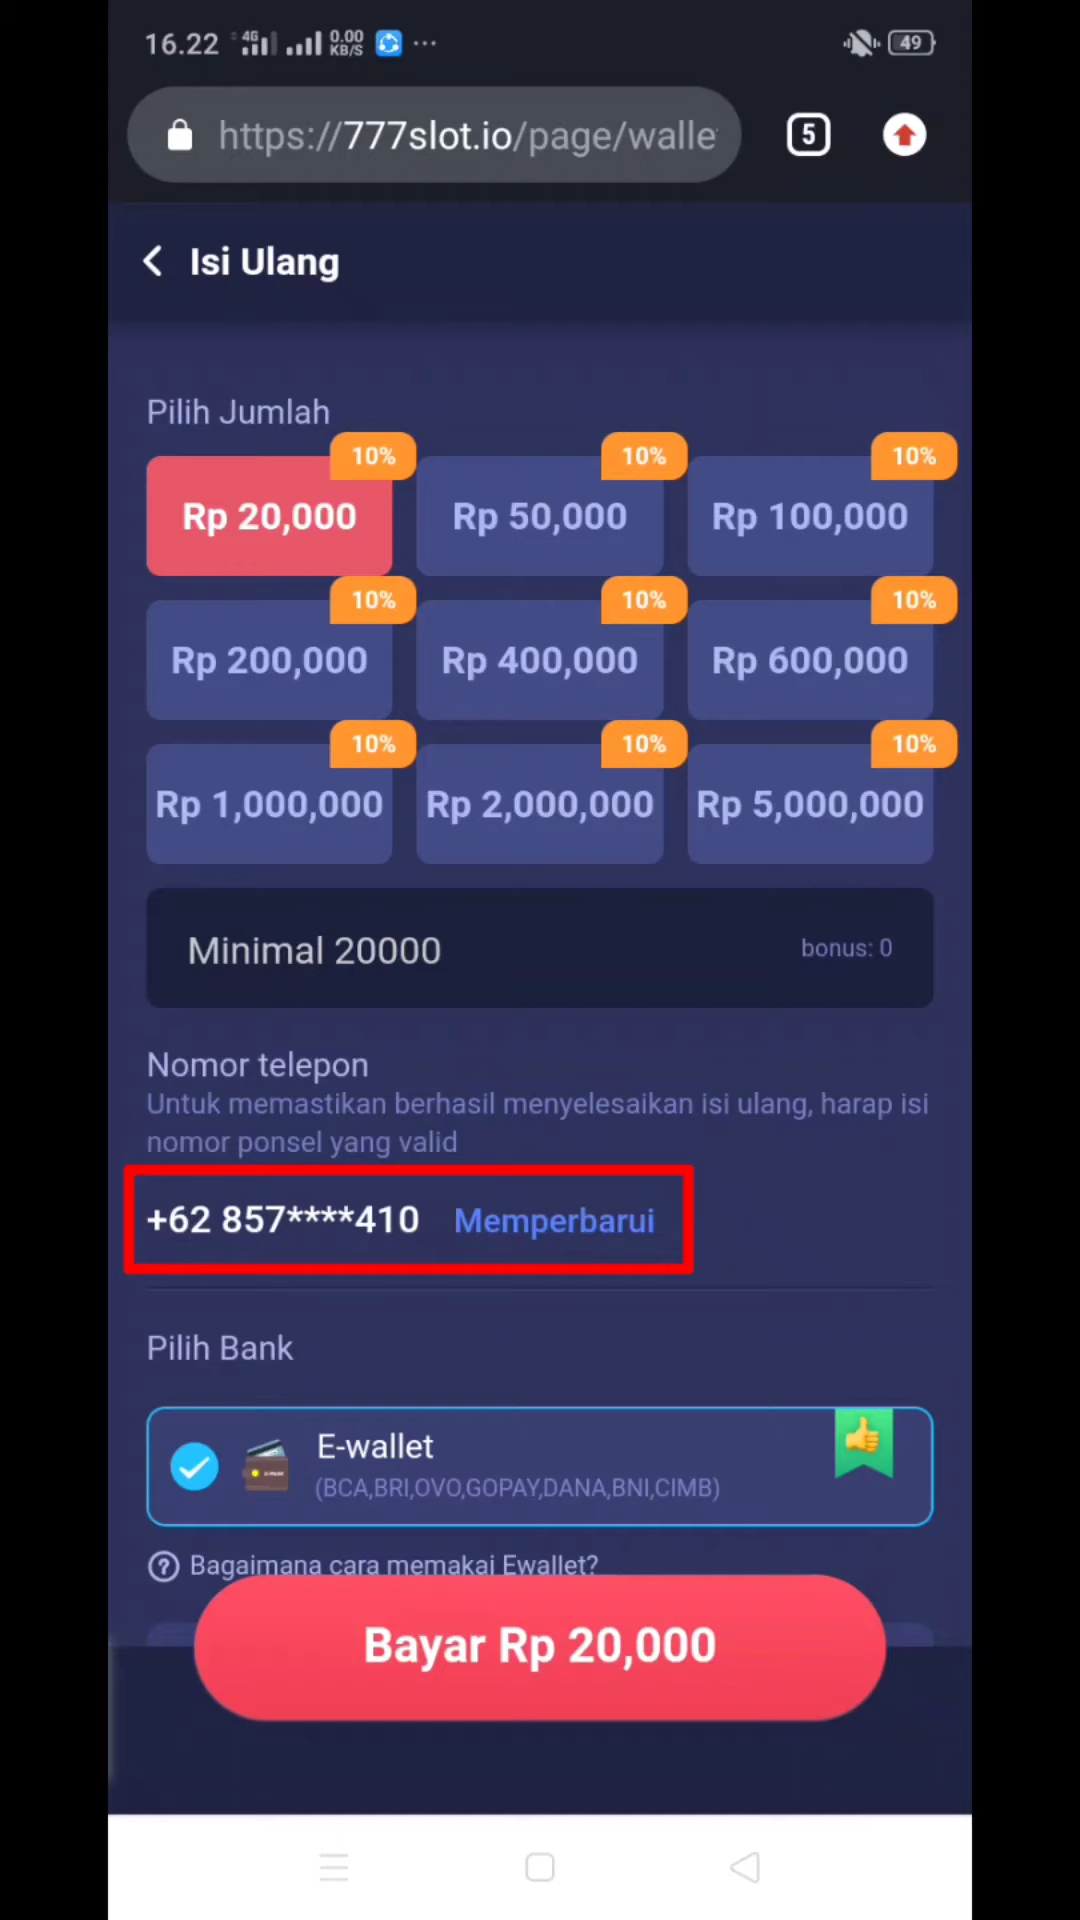 16.22 4G 0.00 KB/S 49
https://777slot.io/page/walle
5
Isi Ulang
Pilih Jumlah
10% 10% 10%
Rp 20,000 Rp 50,000 Rp 100,000
10% 10% 10%
Rp 200,000 Rp 400,000 Rp 600,000
10% 10% 10%
Rp 1,000,000 Rp 2,000,000 Rp 5,000,000
Minimal 20000 bonus: 0
Nomor telepon
Untuk memastikan berhasil menyelesaikan isi ulang, harap isi
nomor ponsel yang valid
+62 857****410 Memperbarui
Pilih Bank
E-wallet
(BCA,BRI,OVO,GOPAY,DANA,BNI,CIMB)
? Bagaimana cara memakai Ewallet?
Bayar Rp 20,000